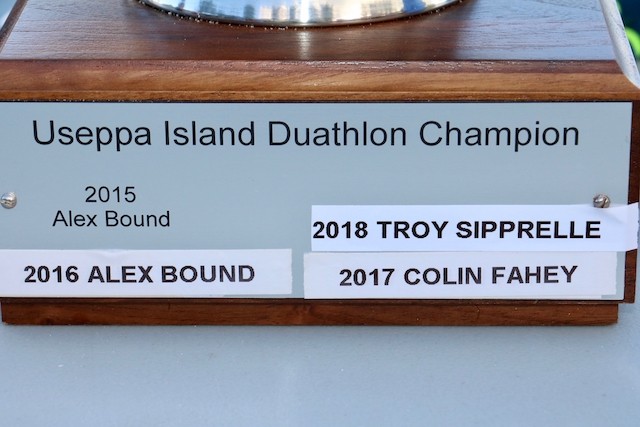 Useppa Island Duathlon Champion
2015
Alex Bound
2016 ALEX BOUND
2018 TROY SIPPRELLE
2017 COLIN FAHEY